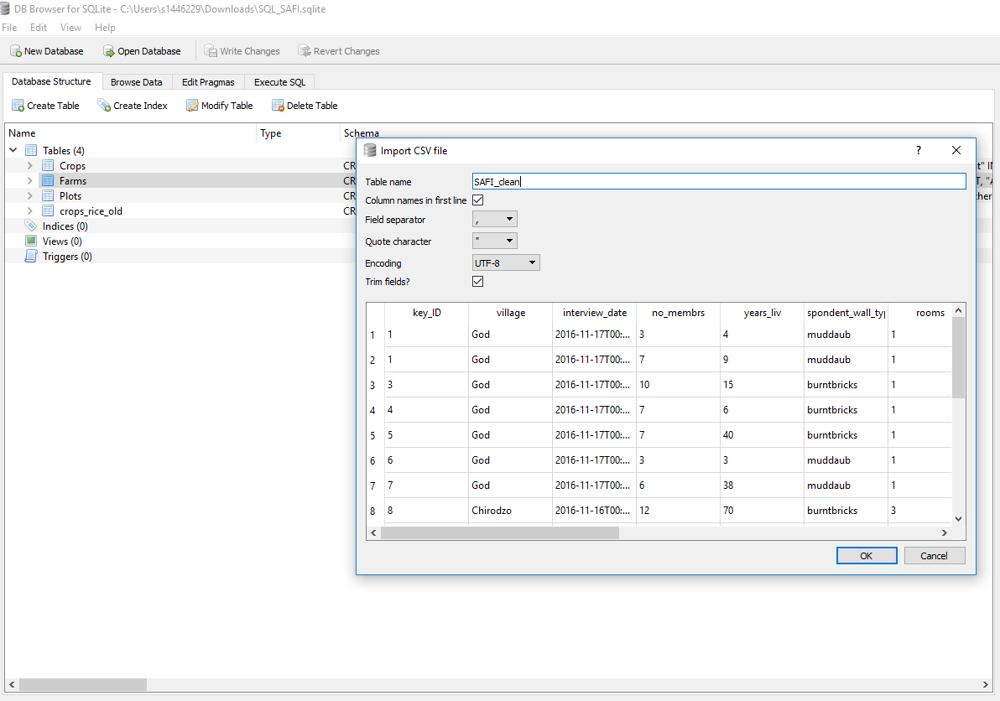 DB Browser for SQLite - C:\Users\s1446229\Downloads\SQL_SAFI.sqlite
File Edit View Help
New Database Open Database Write Changes Revert Changes
Database Structure Browse Data Edit Pragmas Execute SQL
Create Table Create Index Modify Table Delete Table
Name Type Schema
Tables (4)
Crops CR
Farms CR
Plots CR
crops_rice_old CR
Indices (0)
Views (0)
Triggers (0)
Import CSV file ?
Table name SAFI_clean
Column names in first line
Field separator ,
Quote character "
Encoding UTF-8
Trim fields?
key_ID village interview_date no_membrs years_liv spondent_wall_typ rooms
1 1 God 2016-11-17T00:... 3 4 muddaub 1
2 1 God 2016-11-17T00:... 7 9 muddaub 1
3 3 God 2016-11-17T00:... 10 15 burntbricks 1
4 4 God 2016-11-17T00:... 7 6 burntbricks 1
5 5 God 2016-11-17T00:... 7 40 burntbricks 1
6 6 God 2016-11-17T00:... 3 3 muddaub 1
7 7 God 2016-11-17T00:... 6 38 muddaub 1
8 8 Chirodzo 2016-11-16T00:... 12 70 burntbricks 3
OK Cancel